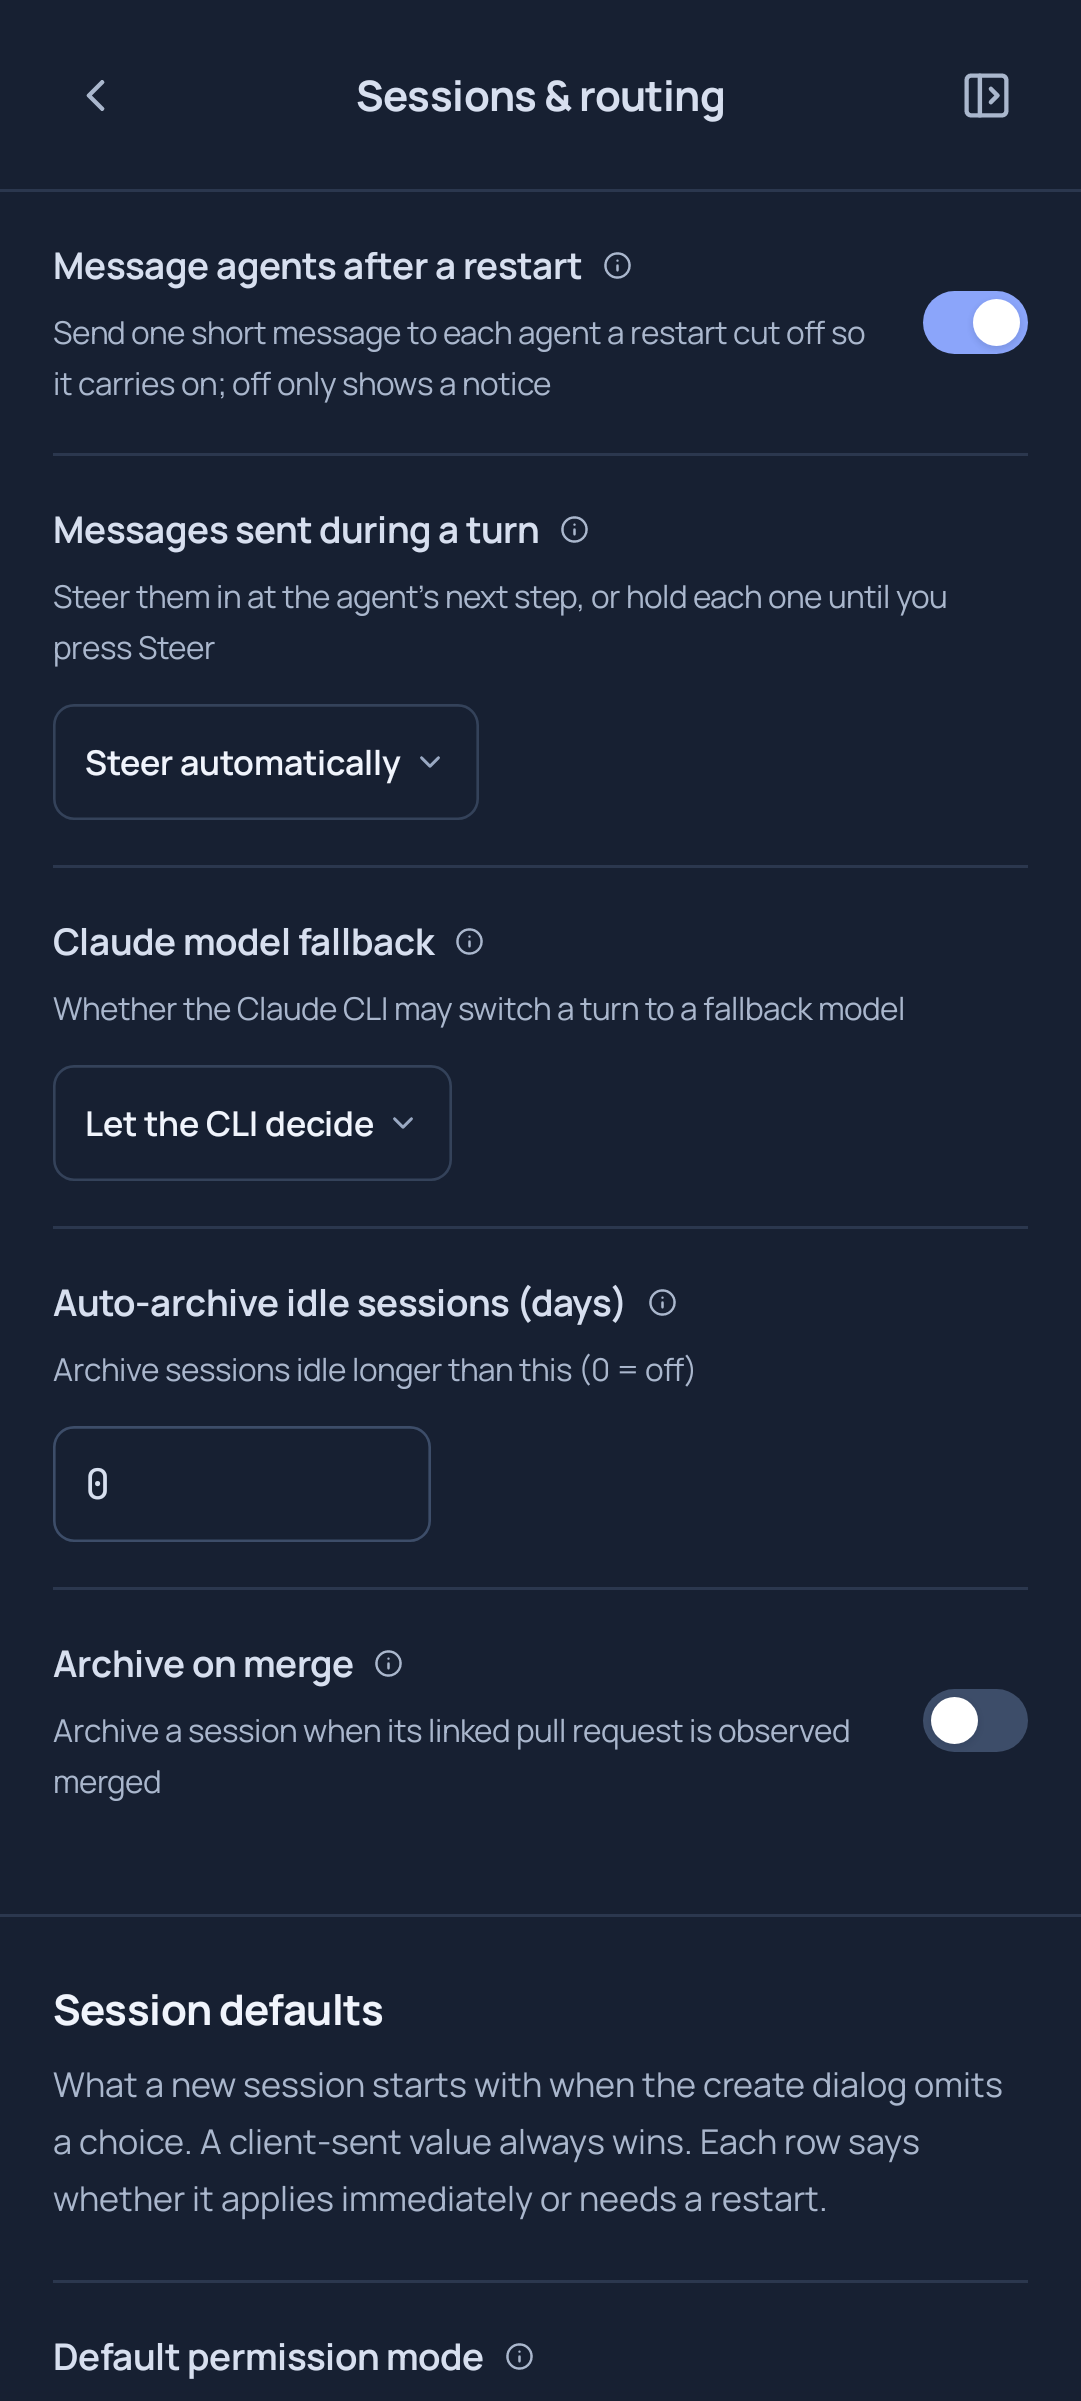 Sessions & routing
Message agents after a restart
Send one short message to each agent a restart cut off so
it carries on; off only shows a notice
Messages sent during a turn
Steer them in at the agent’s next step, or hold each one until you
press Steer
Steer automatically
Claude model fallback
Whether the Claude CLI may switch a turn to a fallback model
Let the CLI decide
Auto-archive idle sessions (days)
Archive sessions idle longer than this (0 = off)
0
Archive on merge
Archive a session when its linked pull request is observed
merged
Session defaults
What a new session starts with when the create dialog omits
a choice. A client-sent value always wins. Each row says
whether it applies immediately or needs a restart.
Default permission mode